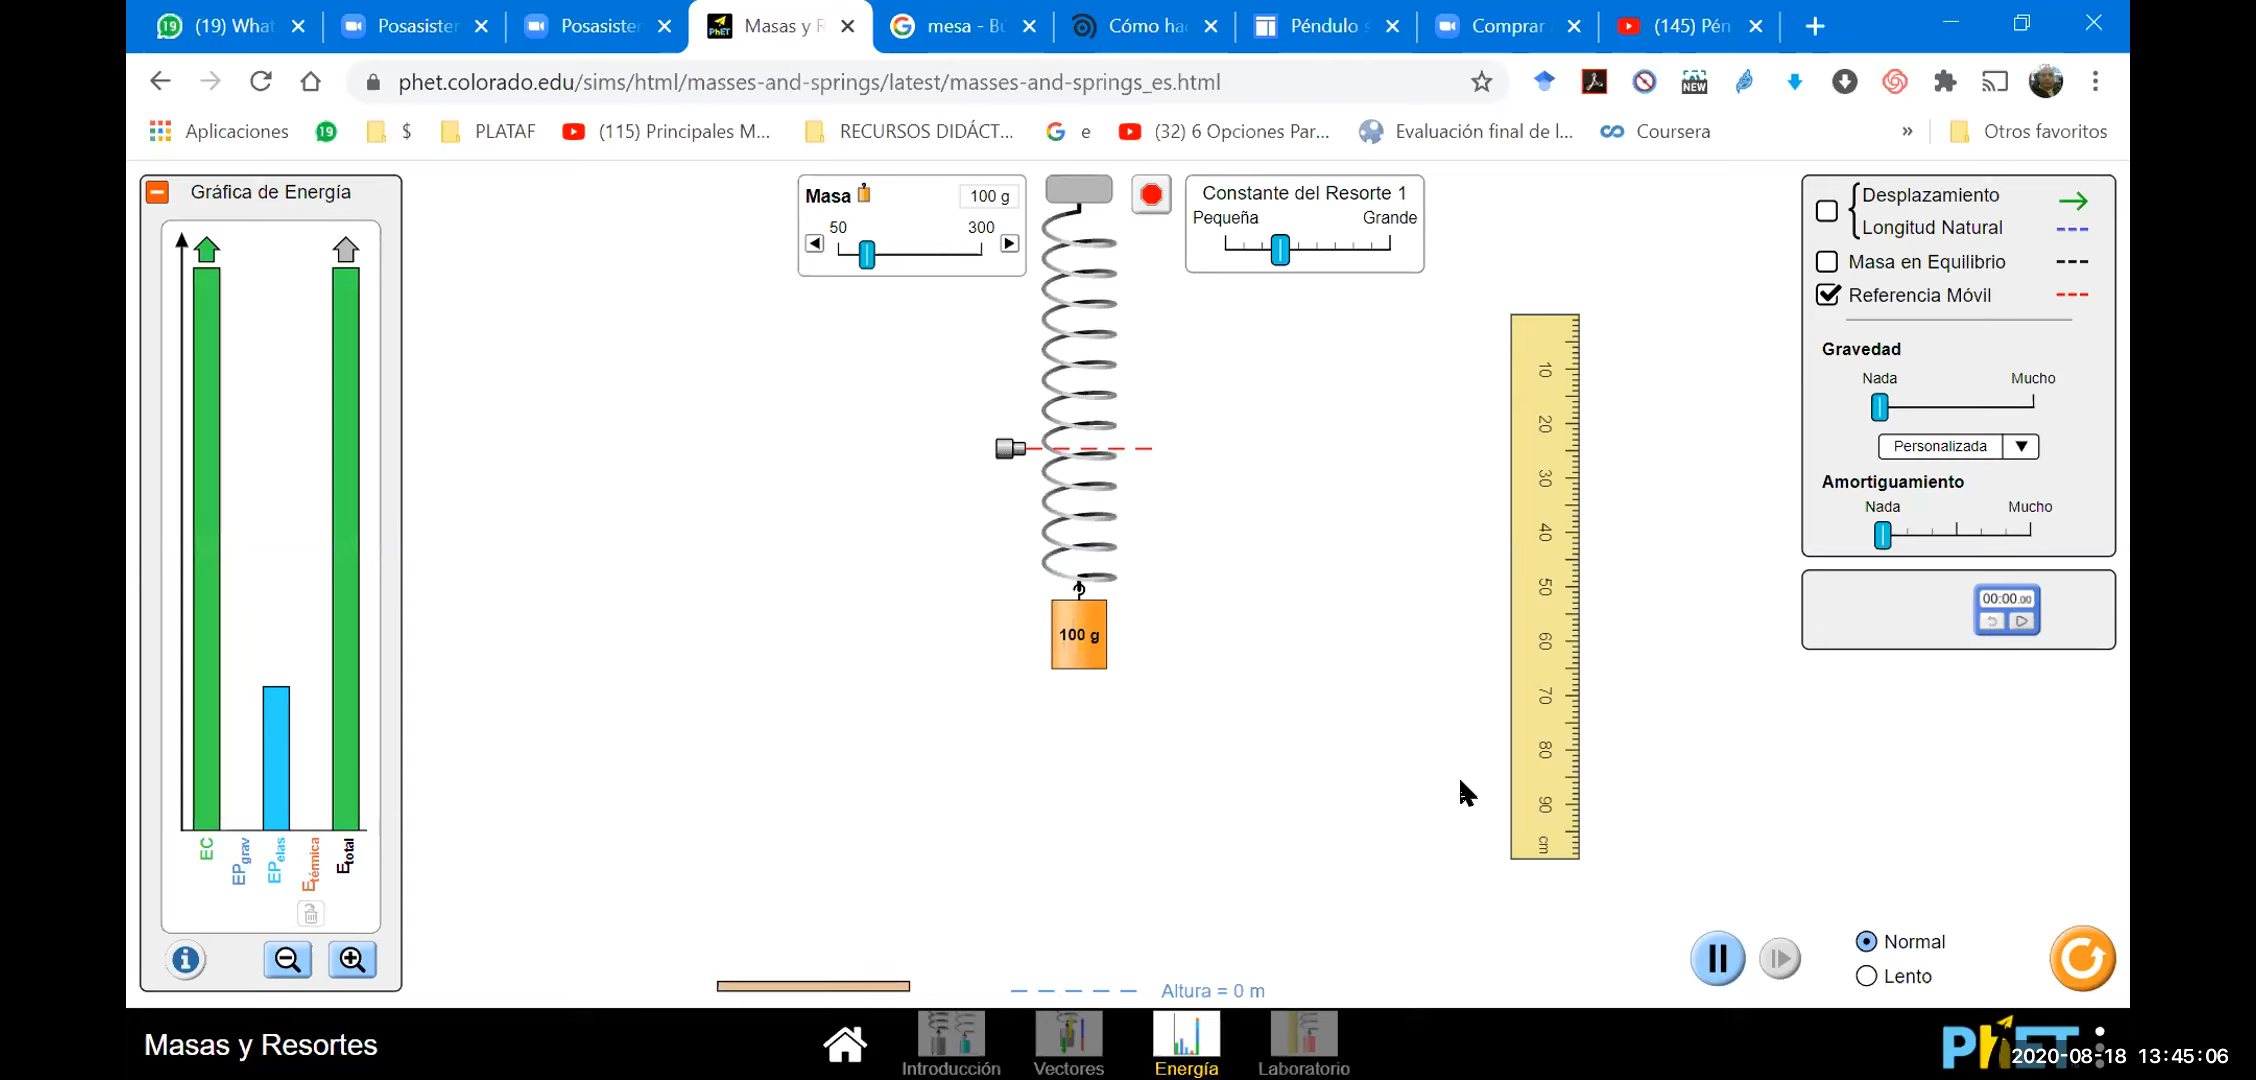 (19) What
Posasister
Posasister
Masas y R
mesa - Bú
Cómo hac
Péndulo s
Comprar
(145) Pén
phet.colorado.edu/sims/html/masses-and-springs/latest/masses-and-springs_es.html
NEW
Aplicaciones
19
$
PLATAF
(115) Principales M...
RECURSOS DIDÁCT...
e
(32) 6 Opciones Par...
Evaluación final de l...
Coursera
»
Otros favoritos
Gráfica de Energía
EC
EPgrav
EPelas
Etérmica
Etotal
Masa
100 g
50
300
Constante del Resorte 1
Pequeña
Grande
100 g
10
20
30
40
50
60
70
80
90
cm
Desplazamiento
Longitud Natural
Masa en Equilibrio
Referencia Móvil
Gravedad
Nada
Mucho
Personalizada
Amortiguamiento
Nada
Mucho
00:00.00
Normal
Lento
Altura = 0 m
Masas y Resortes
Introducción
Vectores
Energía
Laboratorio
PhET
2020-08-18 13:45:06